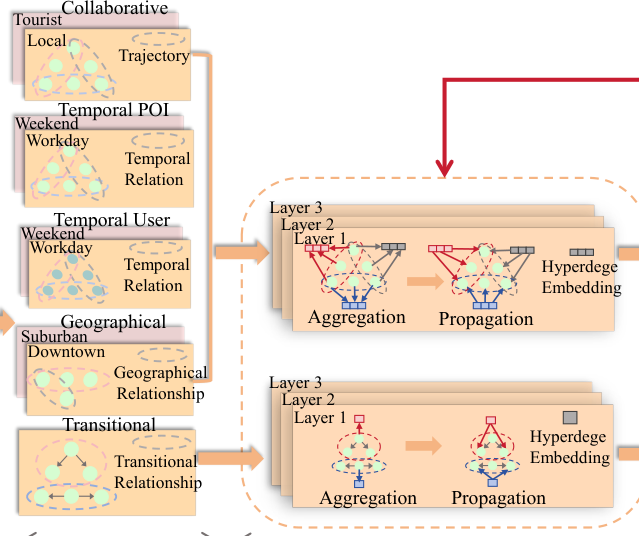 Collaborative
Tourist
Local
Trajectory
Temporal POI
Weekend
Workday
Temporal
Relation
Temporal User
Weekend
Workday
Temporal
Relation
Geographical
Suburban
Downtown
Geographical
Relationship
Transitional
Transitional
Relationship
Layer 3
Layer 2
Layer 1
Hyperdege
Embedding
Aggregation
Propagation
Layer 3
Layer 2
Layer 1
Hyperdege
Embedding
Aggregation
Propagation